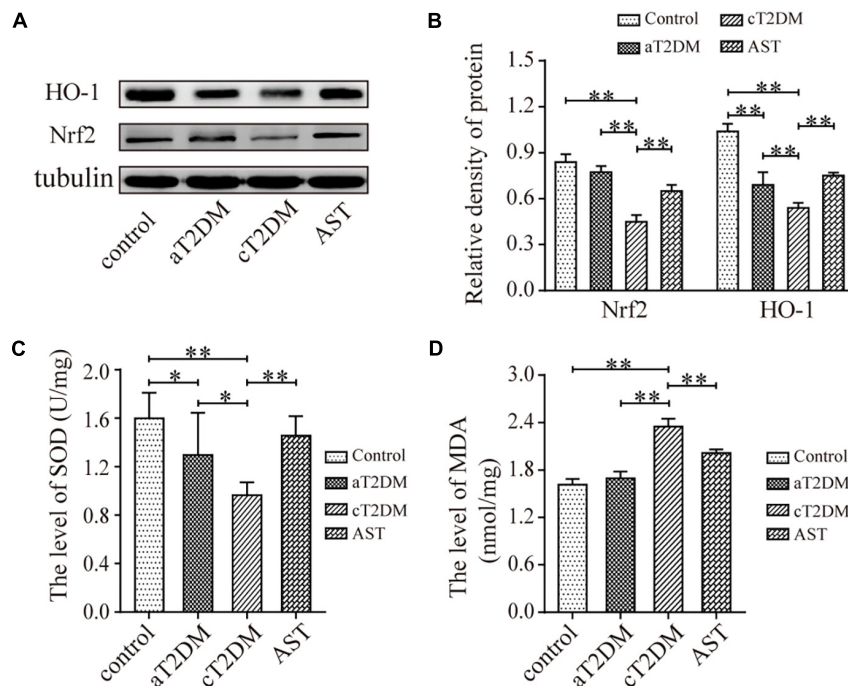 A
HO-1
Nrf2
tubulin
control
aT2DM
cT2DM
AST
B
Control
cT2DM
aT2DM
AST
Relative density of protein
1.5
1.2
0.9
0.6
0.3
0.0
**
**
**
**
**
**
**
Nrf2
HO-1
C
The level of SOD (U/mg)
2.0
1.6
1.2
0.8
0.4
0.0
**
*
*
**
control
aT2DM
cT2DM
AST
Control
aT2DM
cT2DM
AST
D
The level of MDA
(nmol/mg)
3.0
2.4
1.8
1.2
0.6
0.0
**
**
**
control
aT2DM
cT2DM
AST
Control
aT2DM
cT2DM
AST